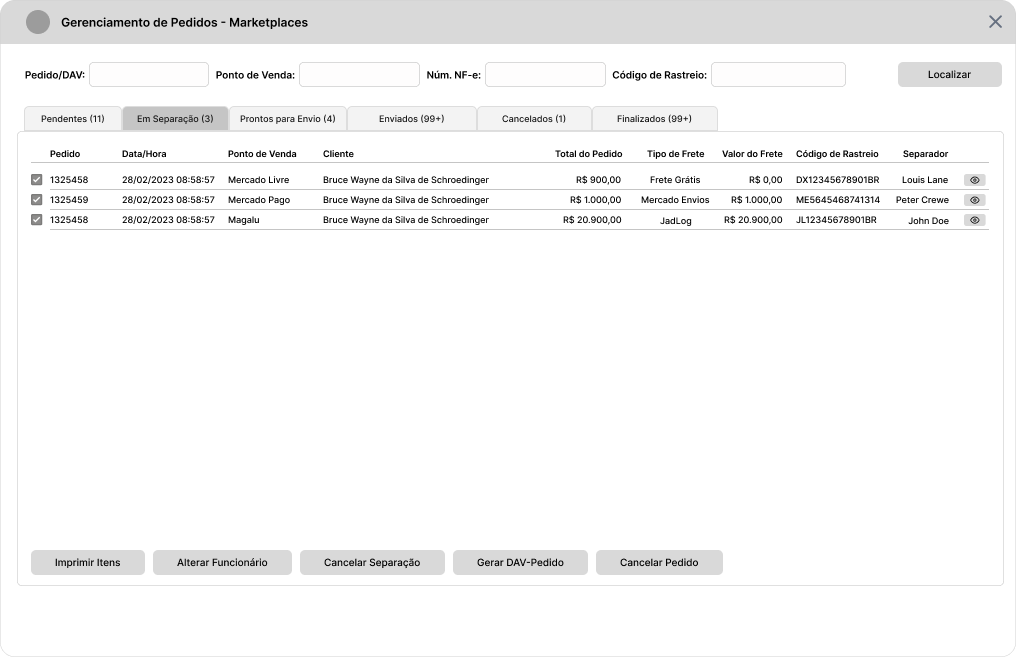 Gerenciamento de Pedidos - Marketplaces
Pedido/DAV: Ponto de Venda: Núm. NF-e: Código de Rastreio: Localizar
Pendentes (11) Em Separação (3) Prontos para Envio (4) Enviados (99+) Cancelados (1) Finalizados (99+)
Pedido Data/Hora Ponto de Venda Cliente Total do Pedido Tipo de Frete Valor do Frete Código de Rastreio Separador
1325458 28/02/2023 08:58:57 Mercado Livre Bruce Wayne da Silva de Schroedinger R$ 900,00 Frete Grátis R$ 0,00 DX12345678901BR Louis Lane
1325459 28/02/2023 08:58:57 Mercado Pago Bruce Wayne da Silva de Schroedinger R$ 1.000,00 Mercado Envios R$ 1.000,00 ME5645468741314 Peter Crewe
1325458 28/02/2023 08:58:57 Magalu Bruce Wayne da Silva de Schroedinger R$ 20.900,00 JadLog R$ 20.900,00 JL12345678901BR John Doe
Imprimir Itens Alterar Funcionário Cancelar Separação Gerar DAV-Pedido Cancelar Pedido